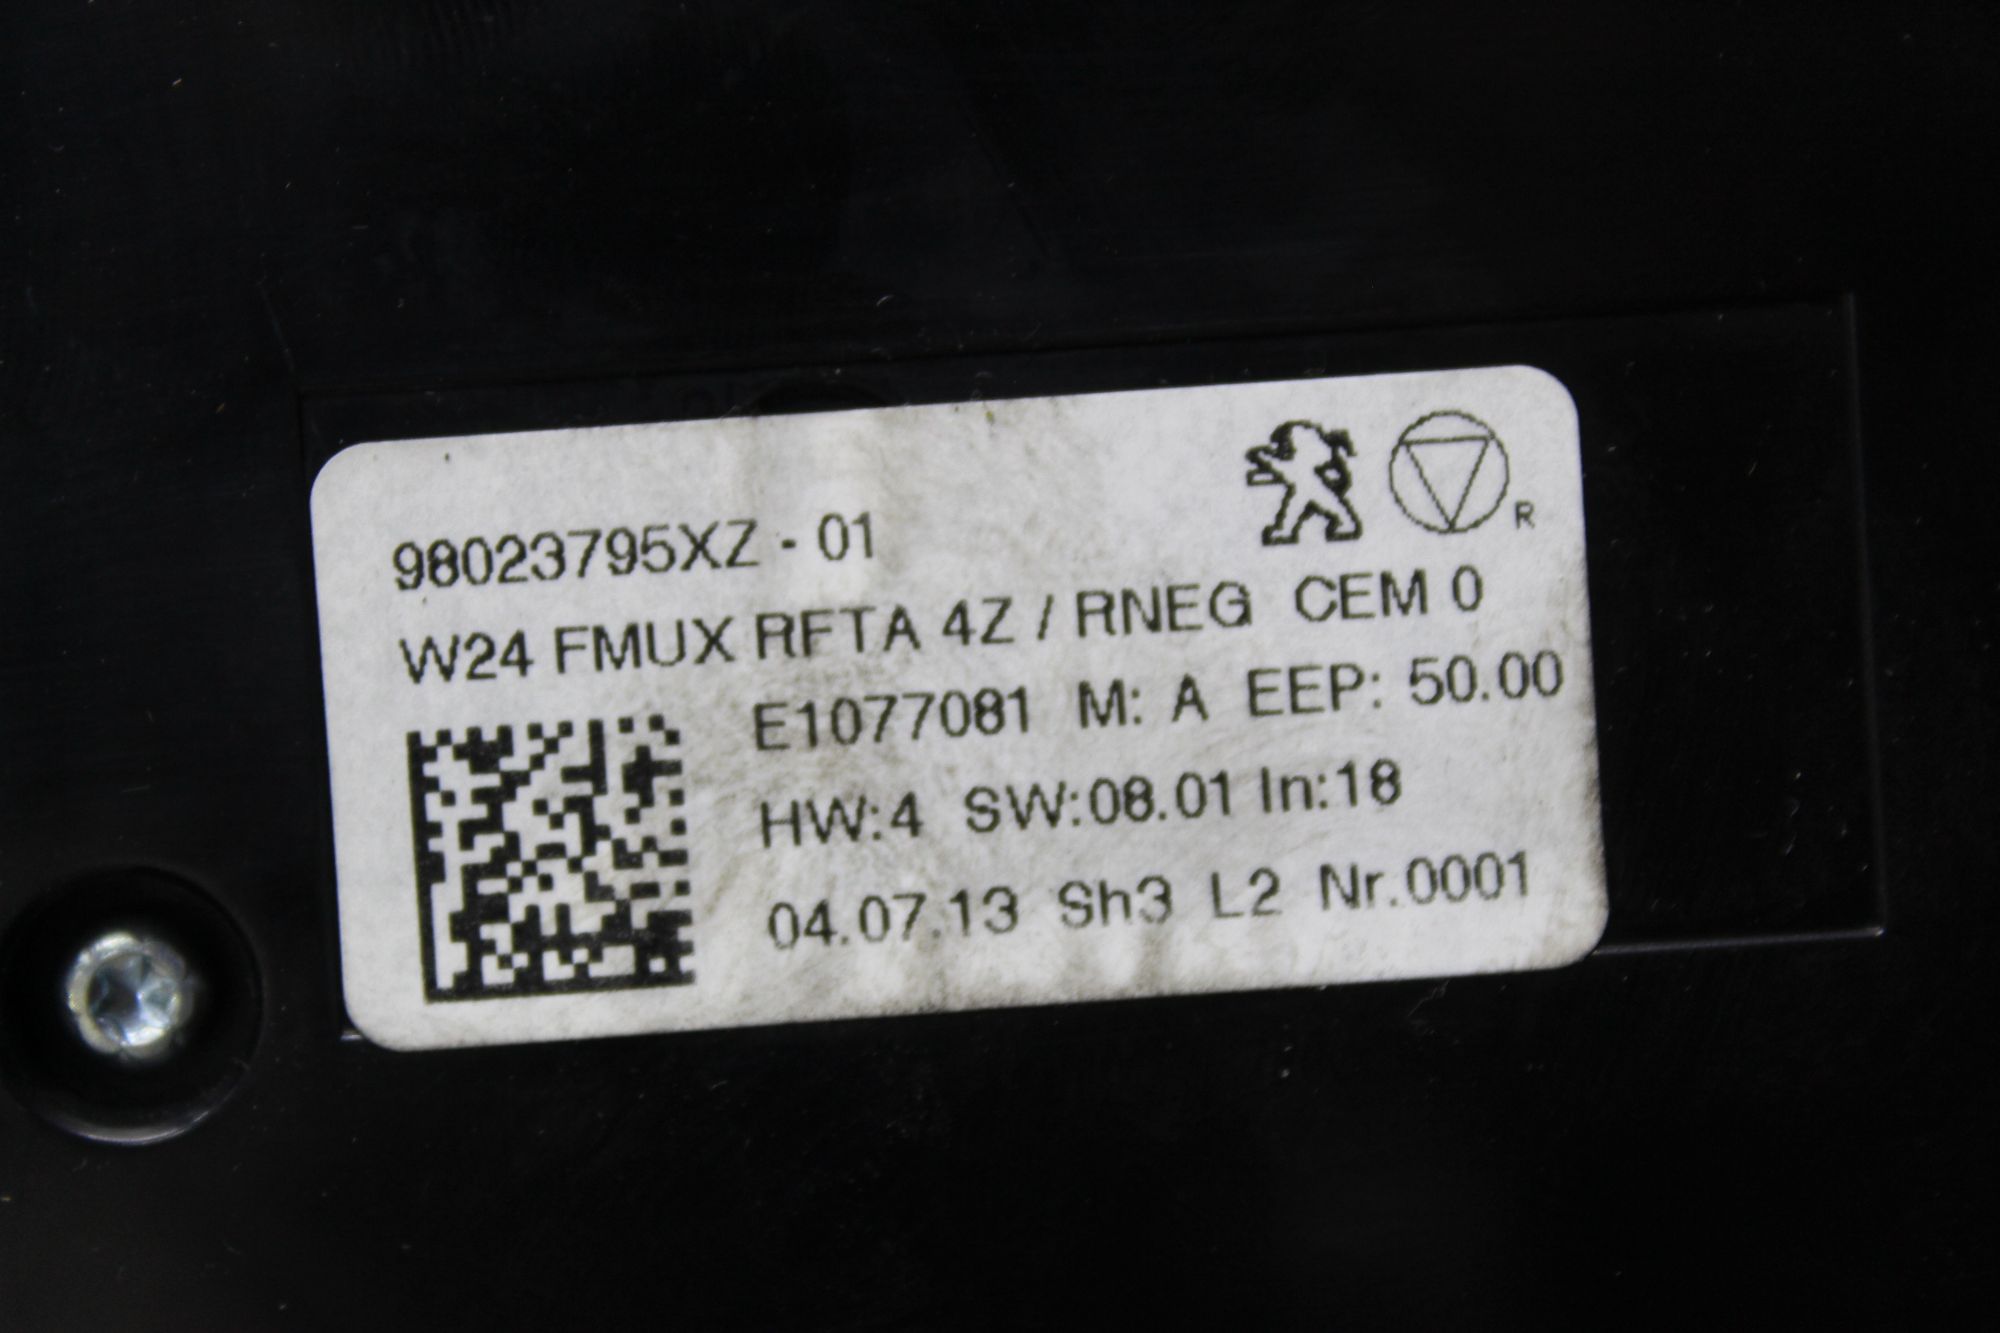 98023795XZ - 01
R
W24 FMUX RFTA 4Z / RNEG CEM 0
E1077081 M: A EEP: 50.00
HW:4 SW:08.01 In:18
04.07.13 Sh3 L2 Nr.0001